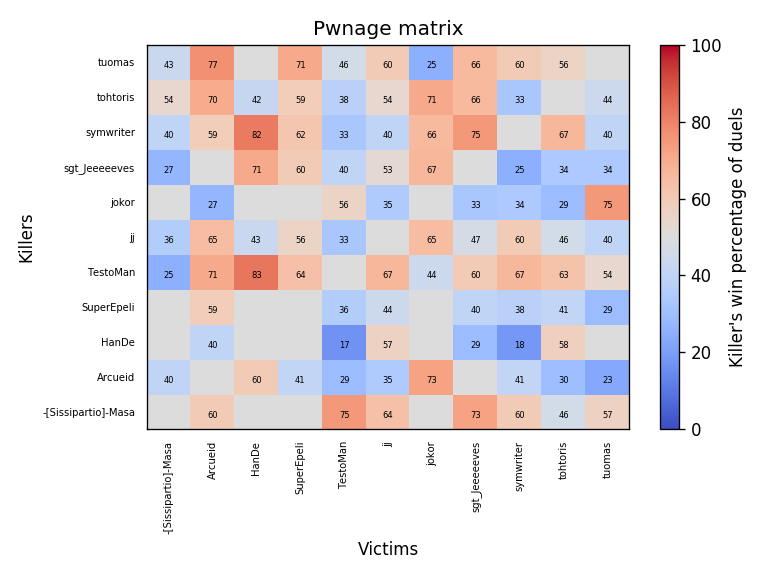 Pwnage matrix
Killers
tuomas 43 77 71 46 60 25 66 60 56
tohtoris 54 70 42 59 38 54 71 66 33 44
symwriter 40 59 82 62 33 40 66 75 67 40
sgt_Jeeeeeves 27 71 60 40 53 67 25 34 34
jokor 27 56 35 33 34 29 75
jj 36 65 43 56 33 65 47 60 46 40
TestoMan 25 71 83 64 67 44 60 67 63 54
SuperEpeli 59 36 44 40 38 41 29
HanDe 40 17 57 29 18 58
Arcueid 40 60 41 29 35 73 41 30 23
-[Sissipartio]-Masa 60 75 64 73 60 46 57
-[Sissipartio]-Masa Arcueid HanDe SuperEpeli TestoMan jj jokor sgt_Jeeeeeves symwriter tohtoris tuomas
Victims
100
80
60
40
20
0
Killer's win percentage of duels